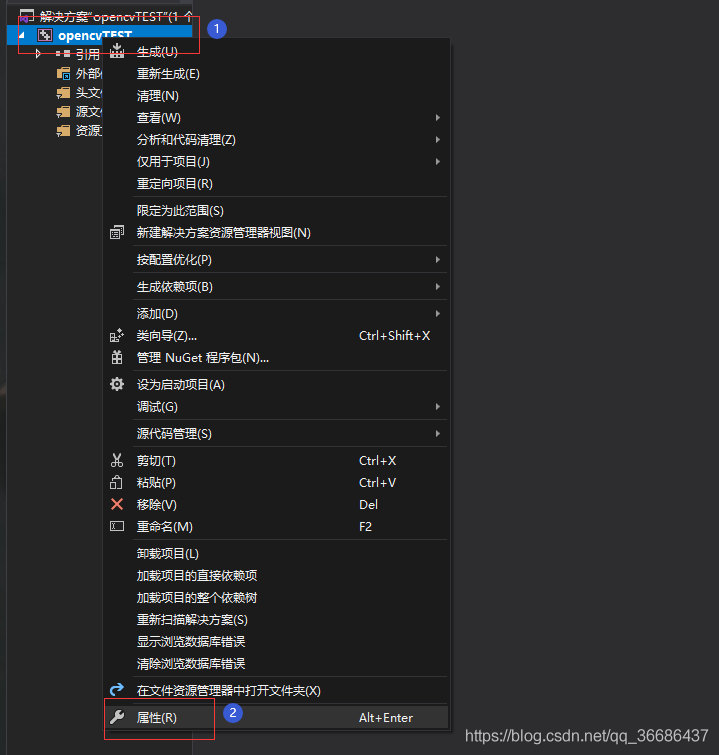 解决方案"opencvTEST"(1 个
1
opencvTEST
引用
外部依
头文件
源文件
资源文
生成(U)
重新生成(E)
清理(N)
查看(W)
分析和代码清理(Z)
仅用于项目(J)
重定向项目(R)
限定为此范围(S)
新建解决方案资源管理器视图(N)
按配置优化(P)
生成依赖项(B)
添加(D)
类向导(Z)... Ctrl+Shift+X
管理 NuGet 程序包(N)...
设为启动项目(A)
调试(G)
源代码管理(S)
剪切(T) Ctrl+X
粘贴(P) Ctrl+V
移除(V) Del
重命名(M) F2
卸载项目(L)
加载项目的直接依赖项
加载项目的整个依赖树
重新扫描解决方案(S)
显示浏览数据库错误
清除浏览数据库错误
在文件资源管理器中打开文件夹(X)
属性(R) Alt+Enter
2
https://blog.csdn.net/qq_36686437